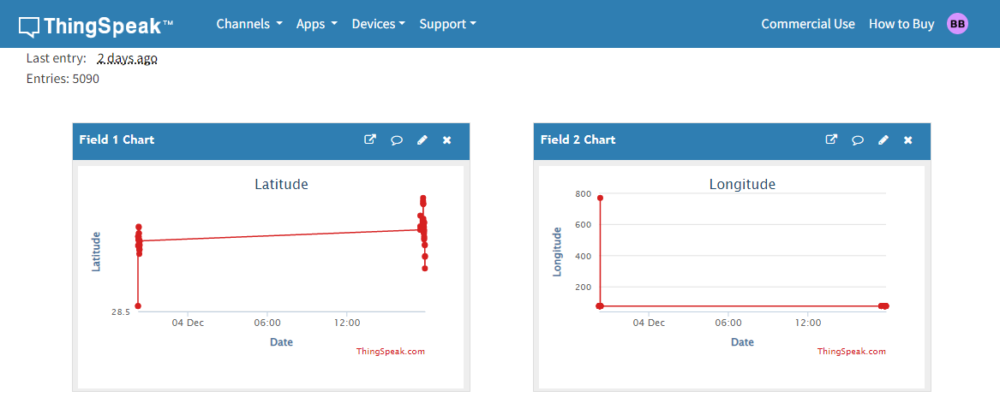 ThingSpeak™ Channels Apps Devices Support Commercial Use How to Buy BB
Last entry: 2 days ago
Entries: 5090
Field 1 Chart
Latitude
Latitude
28.5
04 Dec 06:00 12:00
Date
ThingSpeak.com
Field 2 Chart
Longitude
Longitude
800
600
400
200
04 Dec 06:00 12:00
Date
ThingSpeak.com